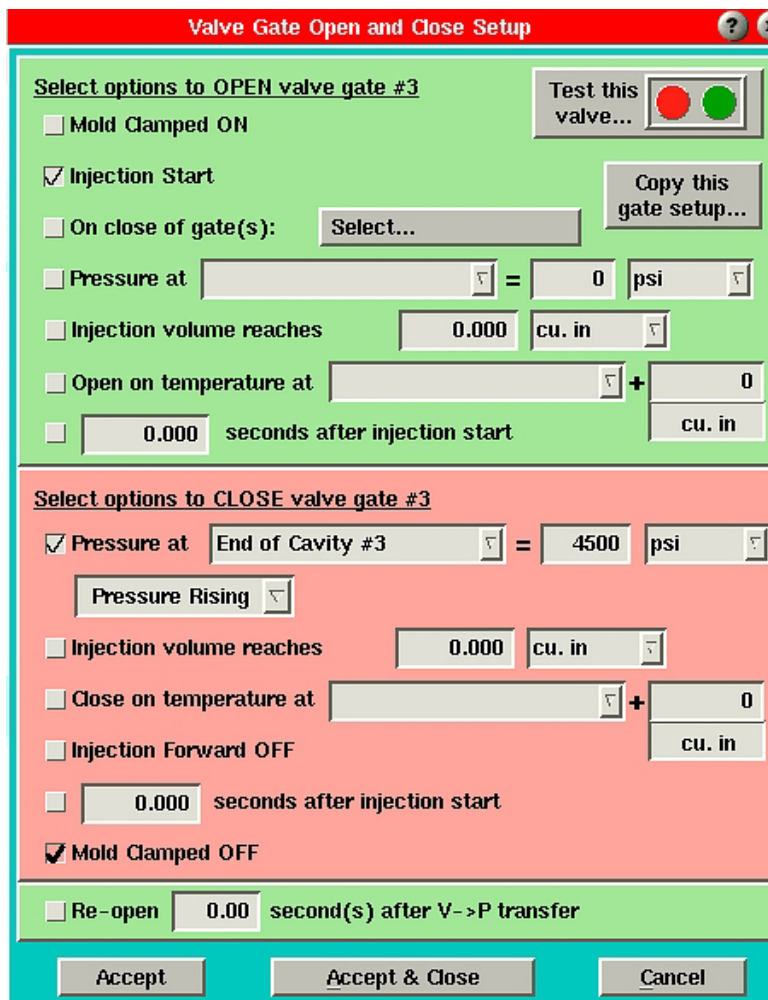 Valve Gate Open and Close Setup ?
Select options to OPEN valve gate #3
Test this
valve...
Mold Clamped ON
Injection Start
Copy this
gate setup...
On close of gate(s): Select...
Pressure at = 0 psi
Injection volume reaches 0.000 cu. in
Open on temperature at + 0
cu. in
0.000 seconds after injection start
Select options to CLOSE valve gate #3
Pressure at End of Cavity #3 = 4500 psi
Pressure Rising
Injection volume reaches 0.000 cu. in
Close on temperature at + 0
cu. in
Injection Forward OFF
0.000 seconds after injection start
Mold Clamped OFF
Re-open 0.00 second(s) after V->P transfer
Accept Accept & Close Cancel